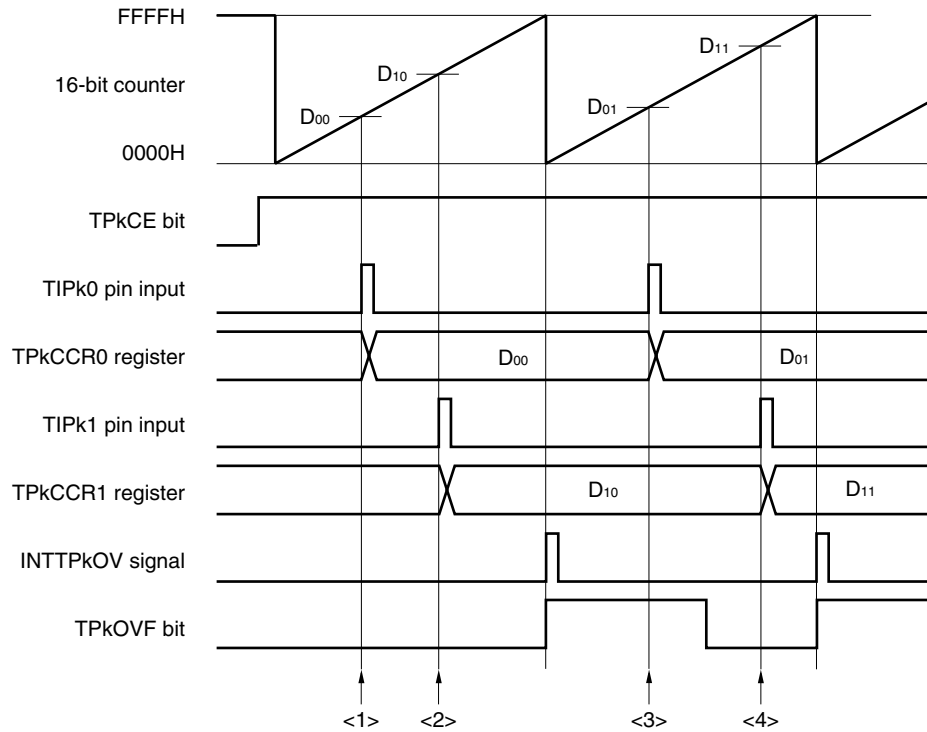 FFFFH
D11
D10
16-bit counter
D01
D00
0000H
TPkCE bit
TIPk0 pin input
TPkCCR0 register
D00
D01
TIPk1 pin input
TPkCCR1 register
D10
D11
INTTPkOV signal
TPkOVF bit
<1> <2> <3> <4>